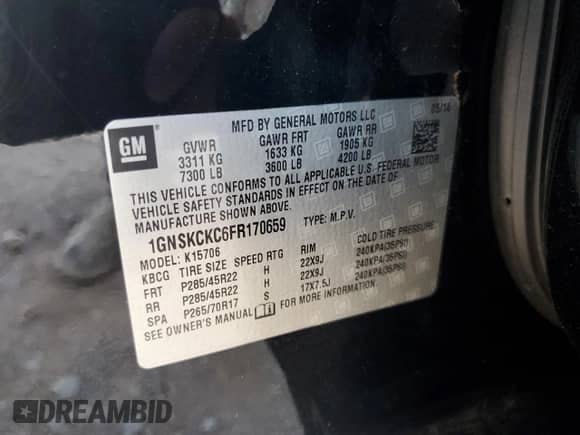 GM
MFD BY GENERAL MOTORS LLC
GVWR GAWR FRT GAWR RR
3311 KG 1633 KG 1905 KG
7300 LB 3600 LB 4200 LB
THIS VEHICLE CONFORMS TO ALL APPLICABLE U.S. FEDERAL MOTOR
VEHICLE SAFETY STANDARDS IN EFFECT ON THE DATE OF
MANUFACTURE SHOWN ABOVE.
1GNSKCKC6FR170659 TYPE: M.P.V.
MODEL: K15706
KBCG TIRE SIZE SPEED RTG RIM COLD TIRE PRESSURE
FRT P285/45R22 H 22X9J 240KPA(35PSI)
RR P285/45R22 H 22X9J 240KPA(35PSI)
SPA P265/70R17 S 17X7.5J 240KPA(35PSI)
SEE OWNER'S MANUAL FOR MORE INFORMATION.
DREAMBID